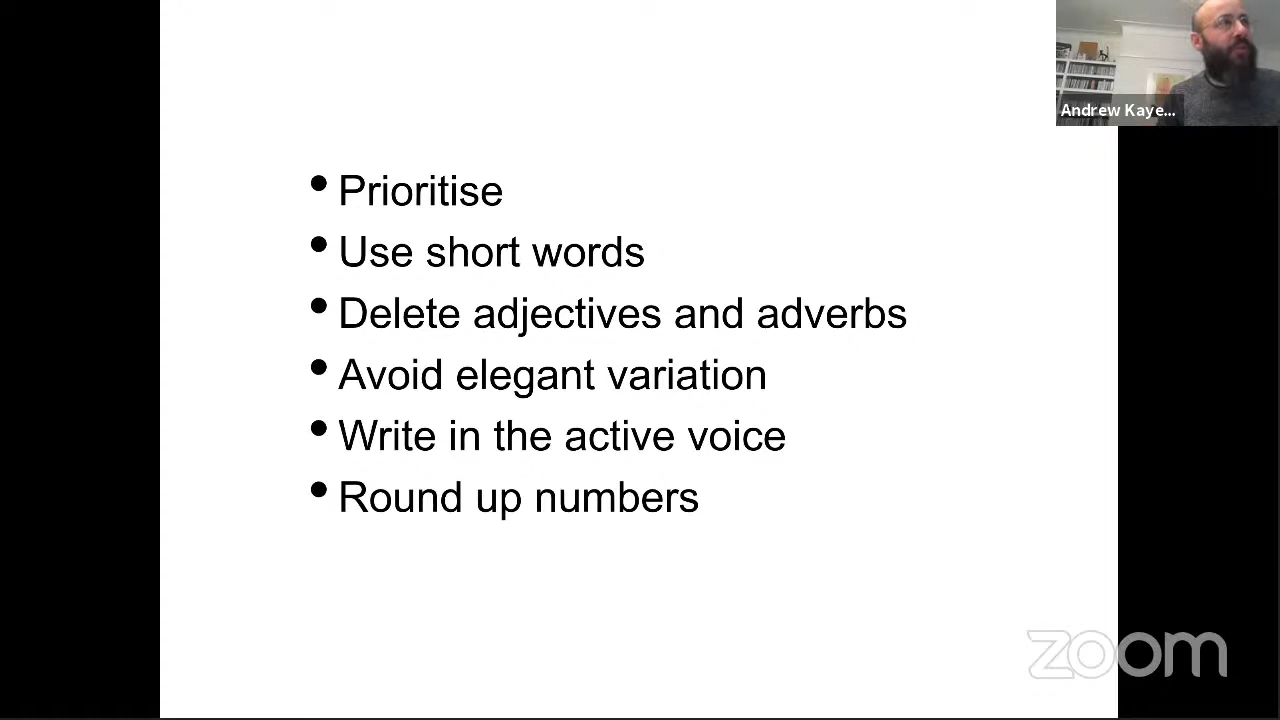 Andrew Kaye...
• Prioritise
• Use short words
• Delete adjectives and adverbs
• Avoid elegant variation
• Write in the active voice
• Round up numbers
zoom